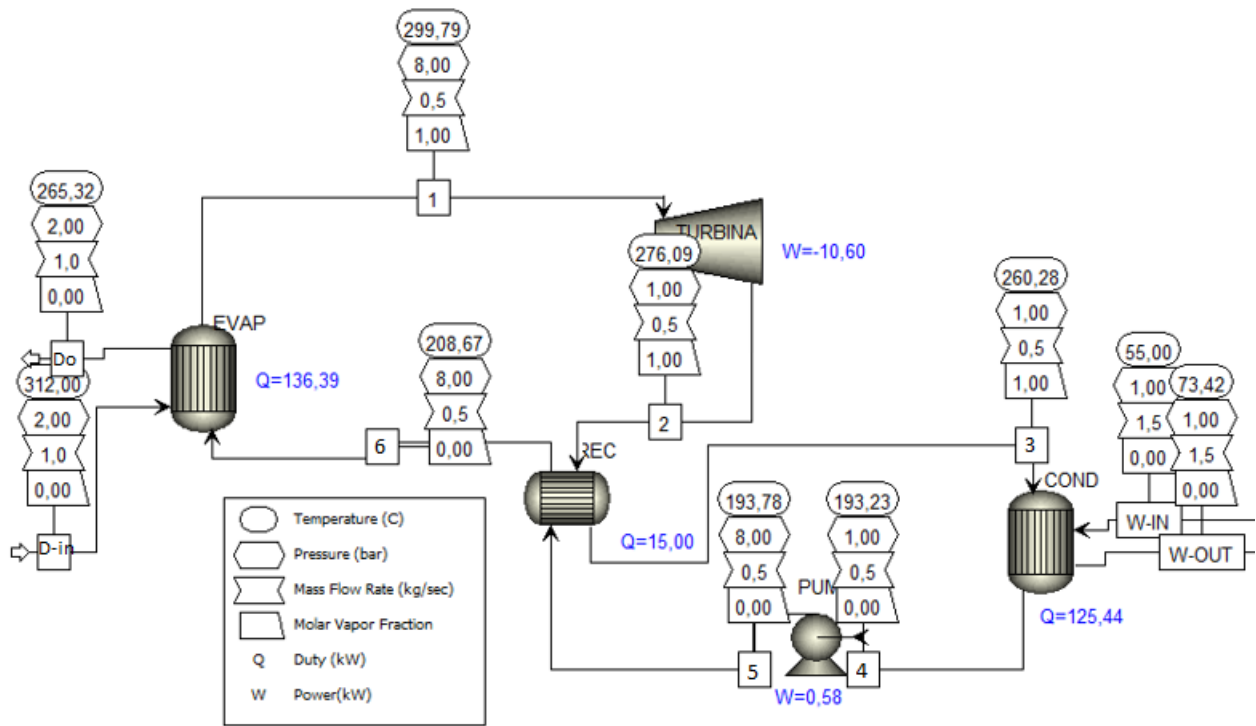 299,79
8,00
0,5
1,00
1
265,32
2,00
1,0
0,00
Do
EVAP
Q=136,39
312,00
2,00
1,0
0,00
D-in
TURBINA
W=-10,60
276,09
1,00
0,5
1,00
2
208,67
8,00
0,5
0,00
6
REC
Q=15,00
260,28
1,00
0,5
1,00
3
COND
55,00
1,00
1,5
0,00
W-IN
73,42
1,00
1,5
0,00
W-OUT
Q=125,44
193,78
8,00
0,5
0,00
5
193,23
1,00
0,5
0,00
4
PUM
W=0,58
Temperature (C)
Pressure (bar)
Mass Flow Rate (kg/sec)
Molar Vapor Fraction
Q Duty (kW)
W Power(kW)